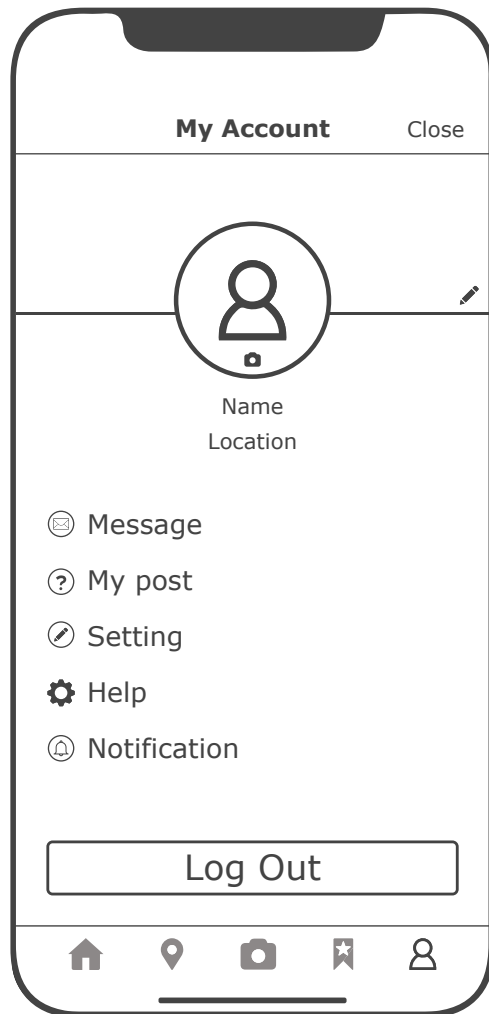 My Account
Close
Name
Location
Message
? My post
Setting
Help
Notification
Log Out